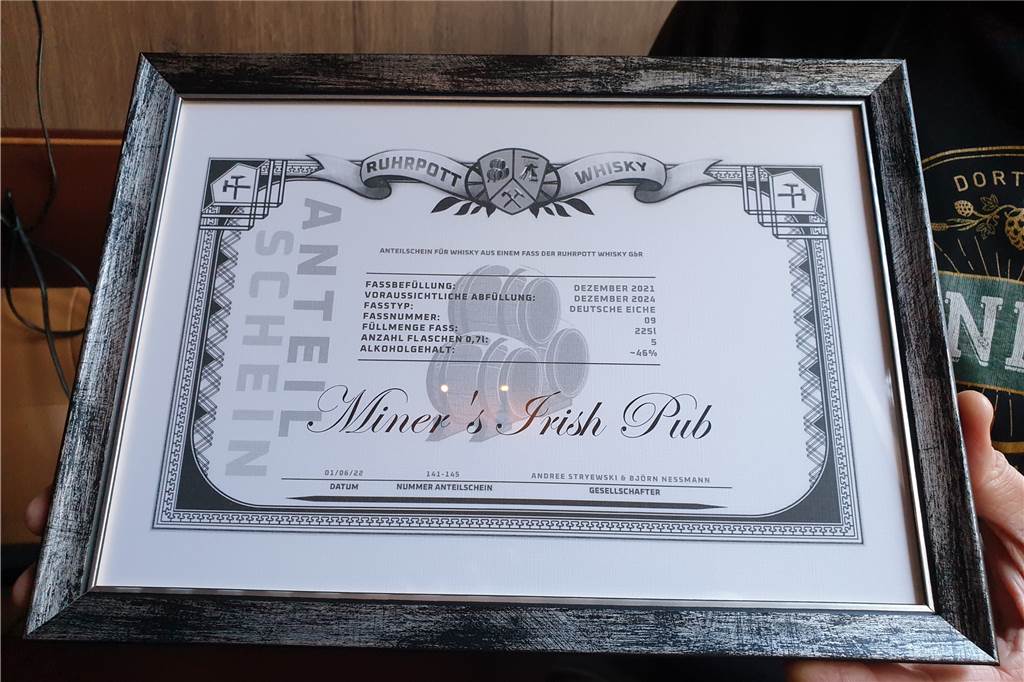 RUHRPOTT WHISKY
ANTEIL
SCHEIN
ANTEILSCHEIN FÜR WHISKY AUS EINEM FASS DER RUHRPOTT WHISKY GBR
FASSBEFÜLLUNG: DEZEMBER 2021
VORAUSSICHTLICHE ABFÜLLUNG: DEZEMBER 2024
FASSTYP: DEUTSCHE EICHE
FASSNUMMER: 09
FÜLLMENGE FASS: 225l
ANZAHL FLASCHEN 0,7l: 5
ALKOHOLGEHALT: ~46%
Miner's Irish Pub
01/06/22 141-145 ANDREE STRYEWSKI & BJÖRN NESSMANN
DATUM NUMMER ANTEILSCHEIN GESELLSCHAFTER
DORT